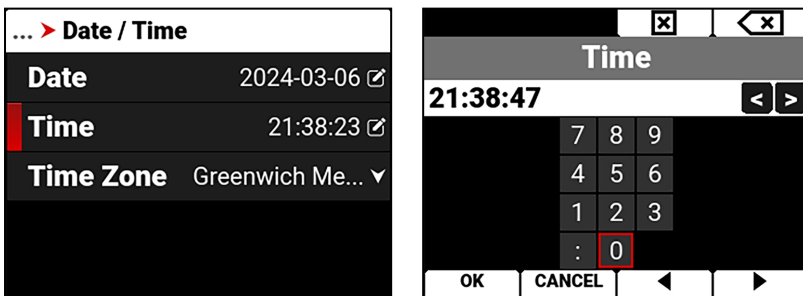 ... > Date / Time
Date 2024-03-06
Time 21:38:23
Time Zone Greenwich Me...
Time
21:38:47 < >
7 8 9
4 5 6
1 2 3
: 0
OK CANCEL